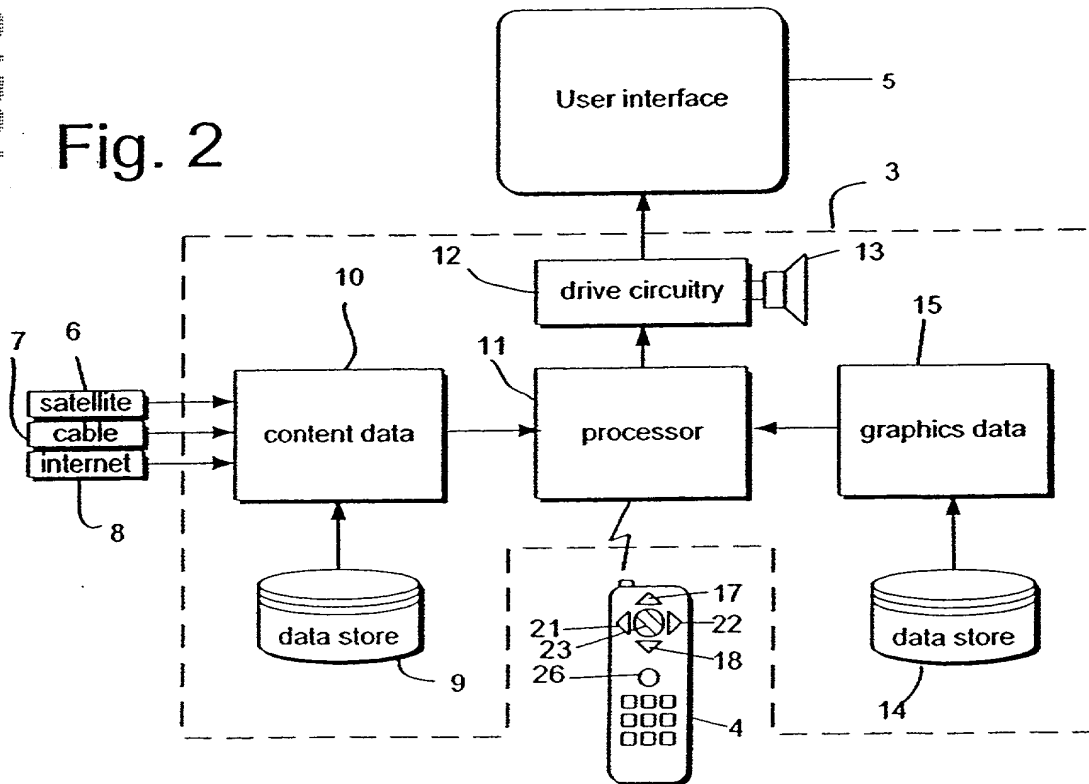 Fig. 2
User interface
5
3
12
drive circuitry
13
10
15
7
6
11
satellite
cable
internet
content data
processor
graphics data
8
data store
9
17
21
22
23
18
26
4
data store
14